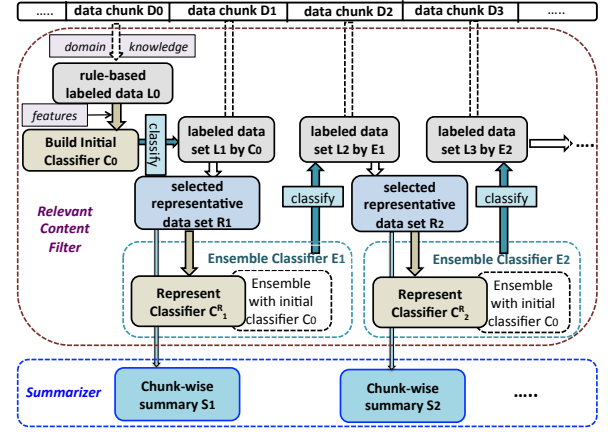 ..... data chunk D0 data chunk D1 data chunk D2 data chunk D3 .....
domain knowledge
rule-based
labeled data L0
features
Build Initial
Classifier C0
classify
labeled data
set L1 by C0
labeled data
set L2 by E1
labeled data
set L3 by E2
....
selected
representative
data set R1
classify
selected
representative
data set R2
classify
Relevant
Content
Filter
Ensemble Classifier E1
Represent
Classifier C^R_1
Ensemble
with initial
classifier C0
Ensemble Classifier E2
Represent
Classifier C^R_2
Ensemble
with initial
classifier C0
Summarizer
Chunk-wise
summary S1
Chunk-wise
summary S2
.....